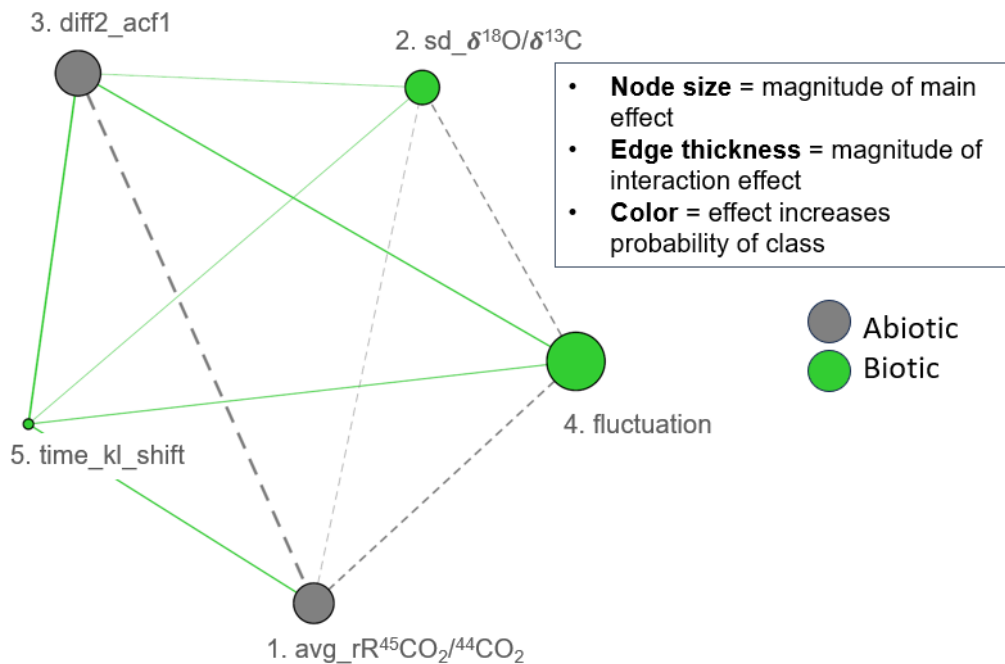 3. diff2_acf1
2. sd_𝜹¹⁸O/𝜹¹³C
• Node size = magnitude of main
effect
• Edge thickness = magnitude of
interaction effect
• Color = effect increases
probability of class
Abiotic
Biotic
4. fluctuation
5. time_kl_shift
1. avg_rR⁴⁵CO₂/⁴⁴CO₂